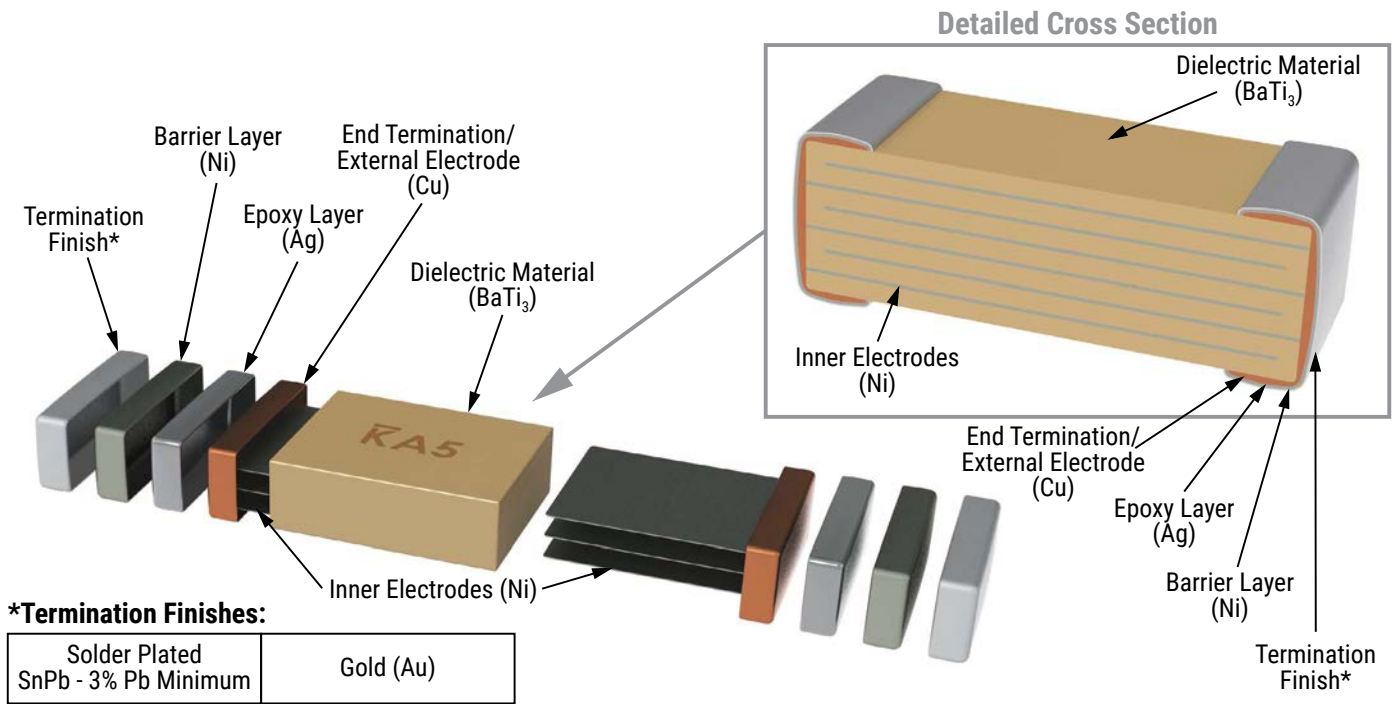 Detailed Cross Section
Dielectric Material
(BaTi₃)
Inner Electrodes
(Ni)
End Termination/
External Electrode
(Cu)
Epoxy Layer
(Ag)
Barrier Layer
(Ni)
Termination
Finish*
Termination
Finish*
Barrier Layer
(Ni)
Epoxy Layer
(Ag)
End Termination/
External Electrode
(Cu)
Dielectric Material
(BaTi₃)
KA5
Inner Electrodes (Ni)
*Termination Finishes:
Solder Plated
SnPb - 3% Pb Minimum
Gold (Au)